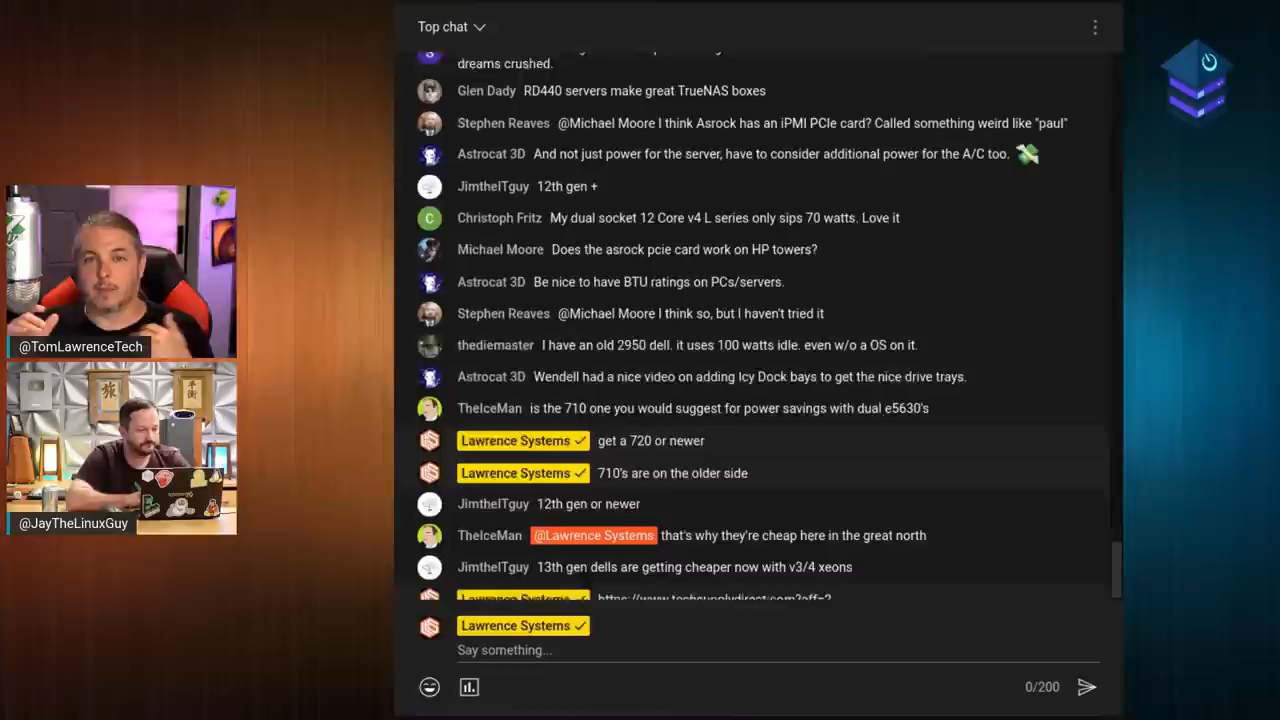 Top chat
dreams crushed.
Glen Dady RD440 servers make great TrueNAS boxes
Stephen Reaves @Michael Moore I think Asrock has an iPMI PCIe card? Called something weird like "paul"
Astrocat 3D And not just power for the server, have to consider additional power for the A/C too.
JimtheITguy 12th gen +
C Christoph Fritz My dual socket 12 Core v4 L series only sips 70 watts. Love it
Michael Moore Does the asrock pcie card work on HP towers?
Astrocat 3D Be nice to have BTU ratings on PCs/servers.
Stephen Reaves @Michael Moore I think so, but I haven't tried it
thediemaster I have an old 2950 dell. it uses 100 watts idle. even w/o a OS on it.
Astrocat 3D Wendell had a nice video on adding Icy Dock bays to get the nice drive trays.
TheIceMan is the 710 one you would suggest for power savings with dual e5630's
Lawrence Systems get a 720 or newer
Lawrence Systems 710's are on the older side
JimtheITguy 12th gen or newer
TheIceMan @Lawrence Systems that's why they're cheap here in the great north
JimtheITguy 13th gen dells are getting cheaper now with v3/4 xeons
Lawrence Systems https://www.techsupplydirect.com?aff=2
Lawrence Systems
Say something...
0/200
@TomLawrenceTech
@JayTheLinuxGuy